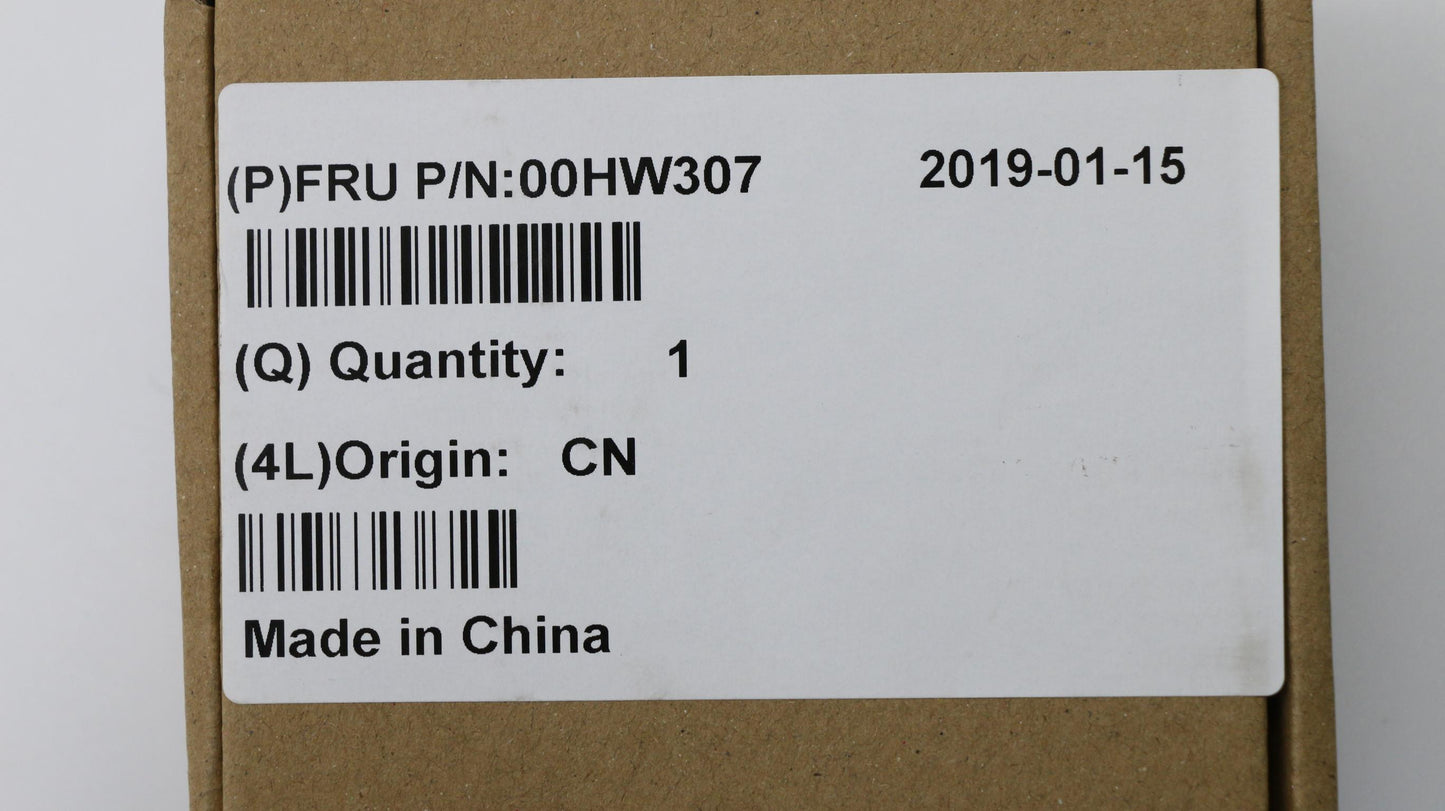 (P)FRU P/N:00HW307 2019-01-15
(Q) Quantity: 1
(4L)Origin: CN
Made in China